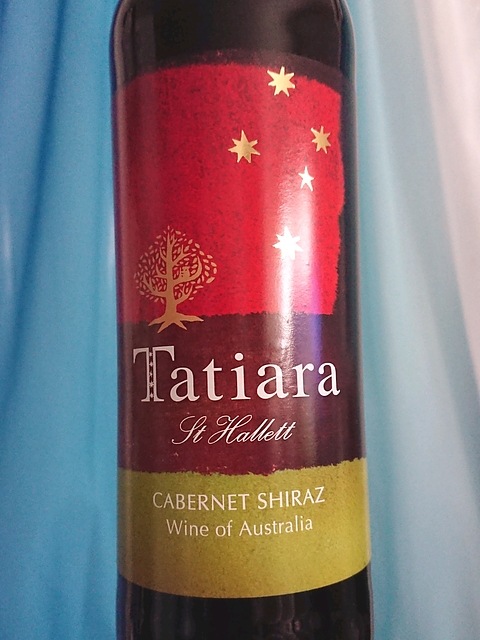 Tatiara
St Hallett
CABERNET SHIRAZ
Wine of Australia